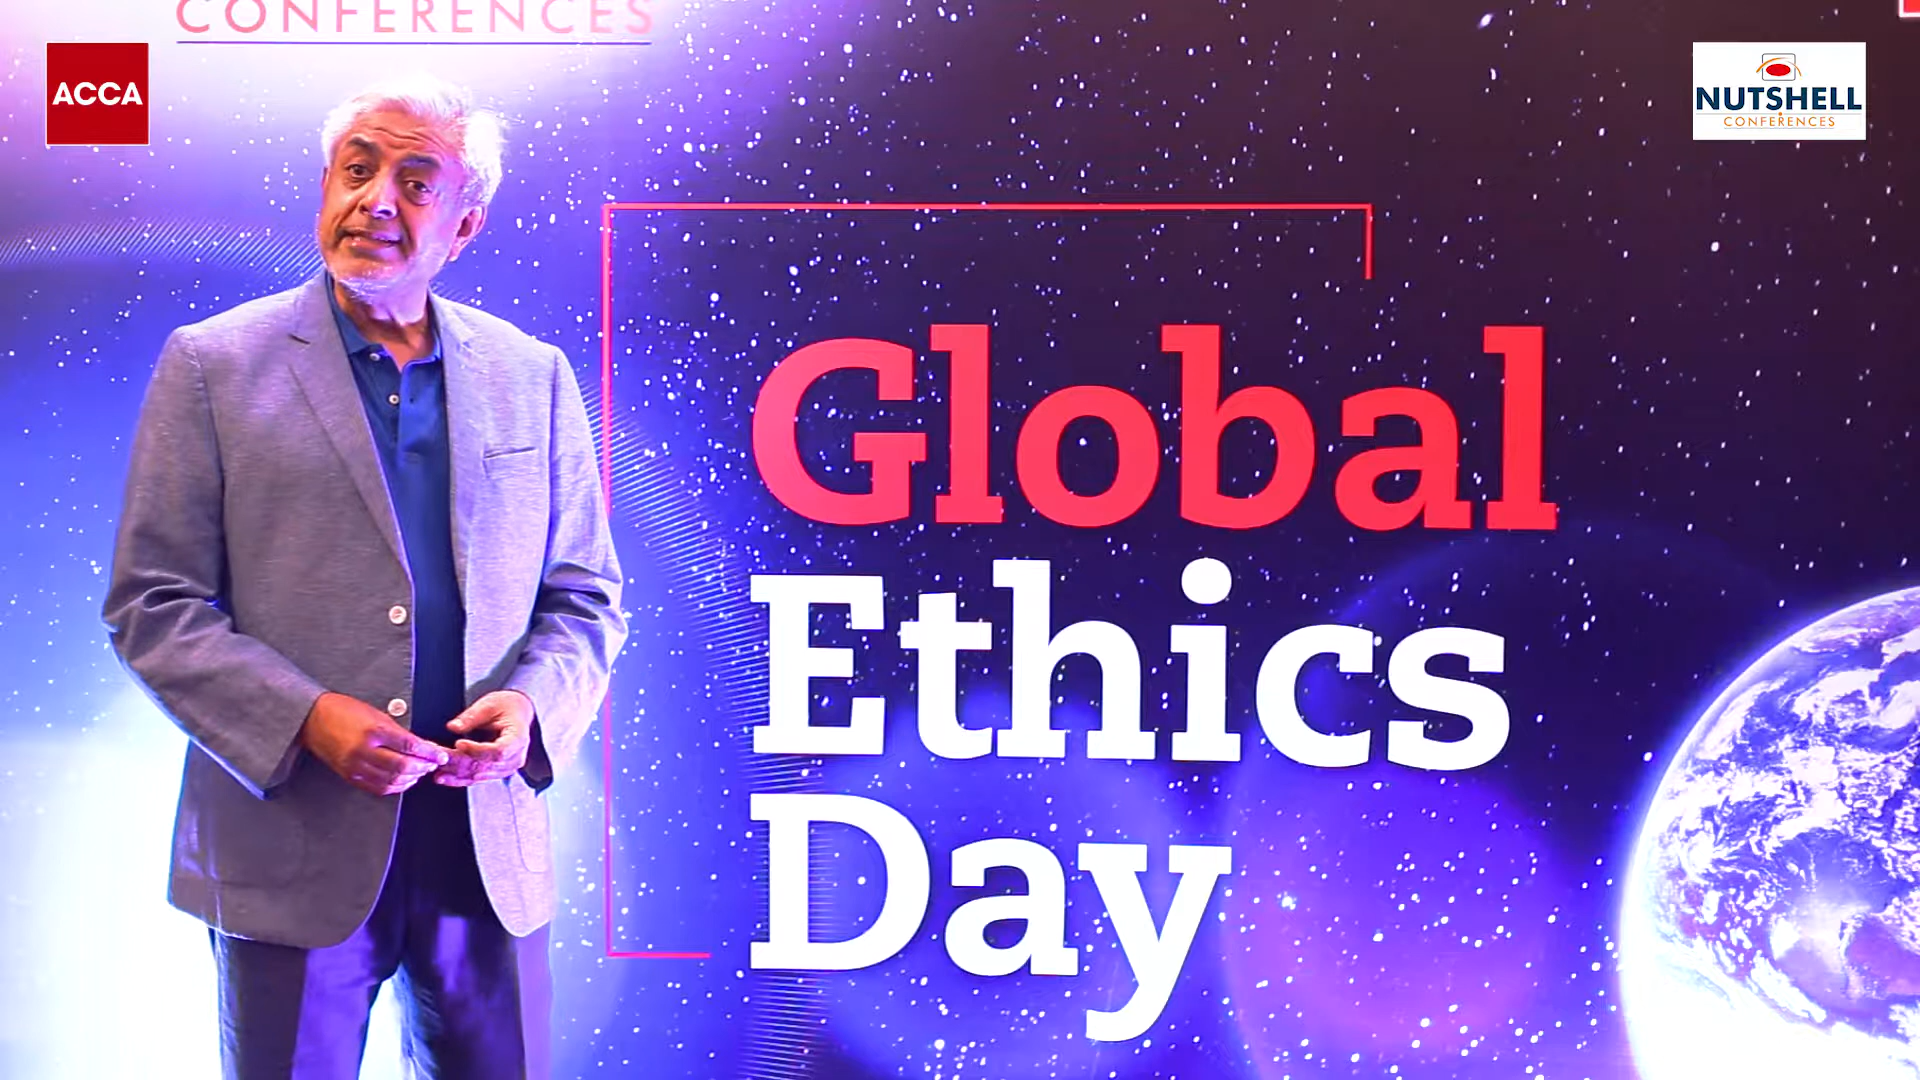 CONFERENCES
ACCA
NUTSHELL
CONFERENCES
Global
Ethics
Day